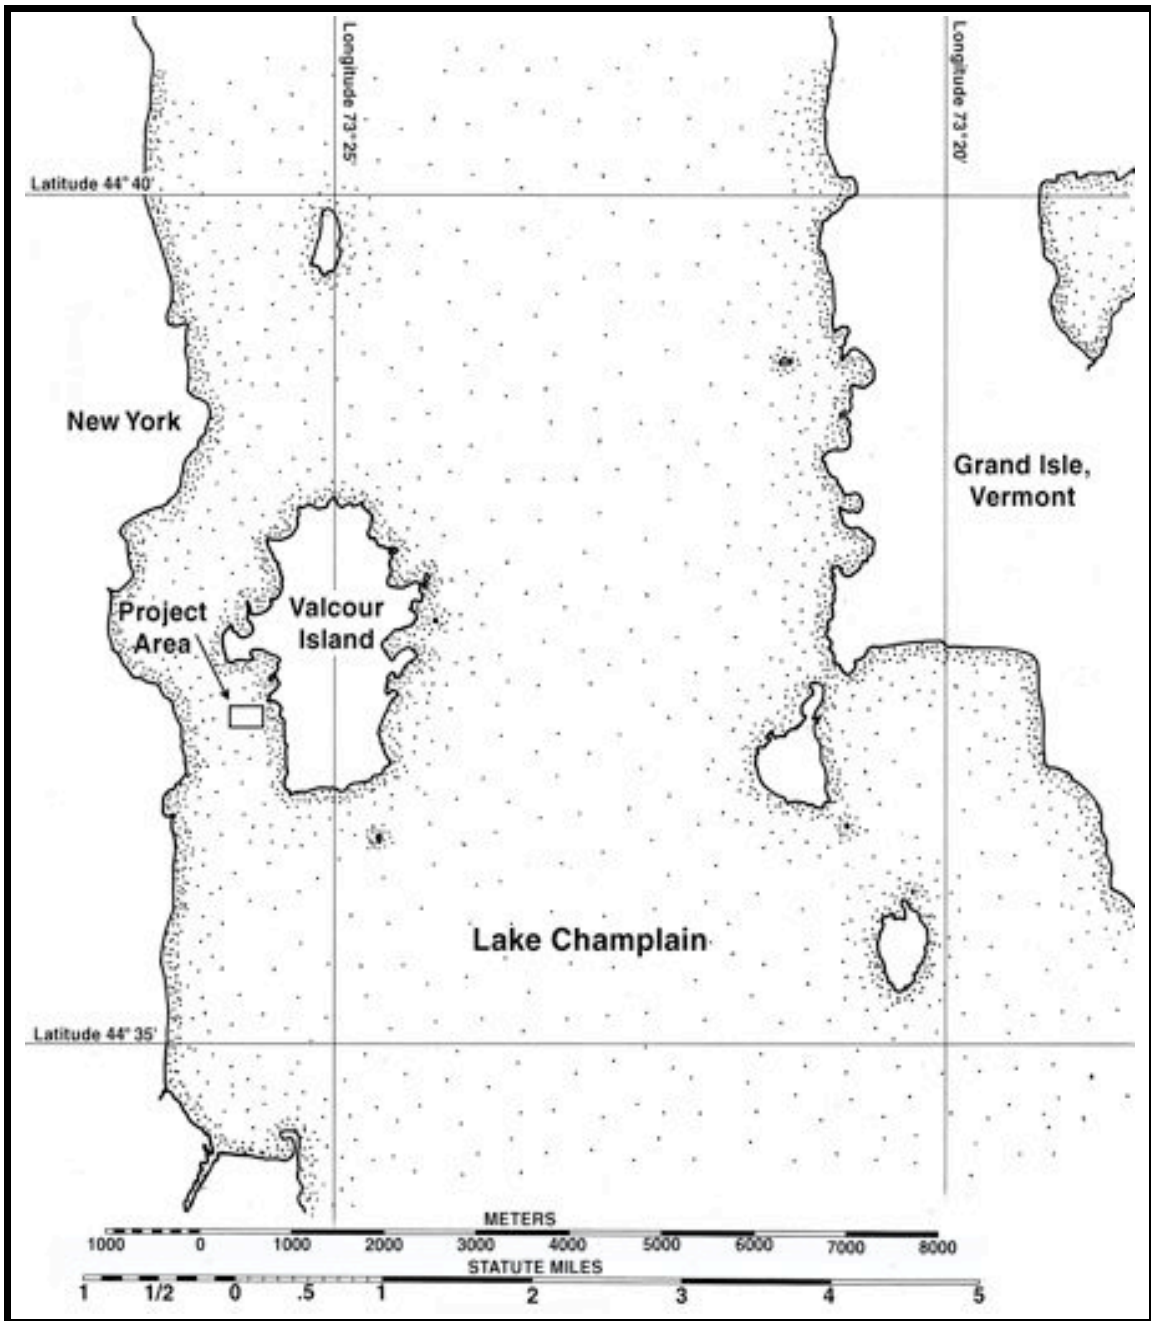 Longitude 73° 25'
Longitude 73° 20'
Latitude 44° 40'
New York
Grand Isle,
Vermont
Project
Area
Valcour
Island
Lake Champlain
Latitude 44° 35'
METERS
1000 0 1000 2000 3000 4000 5000 6000 7000 8000
STATUTE MILES
1 1/2 0 .5 1 2 3 4 5